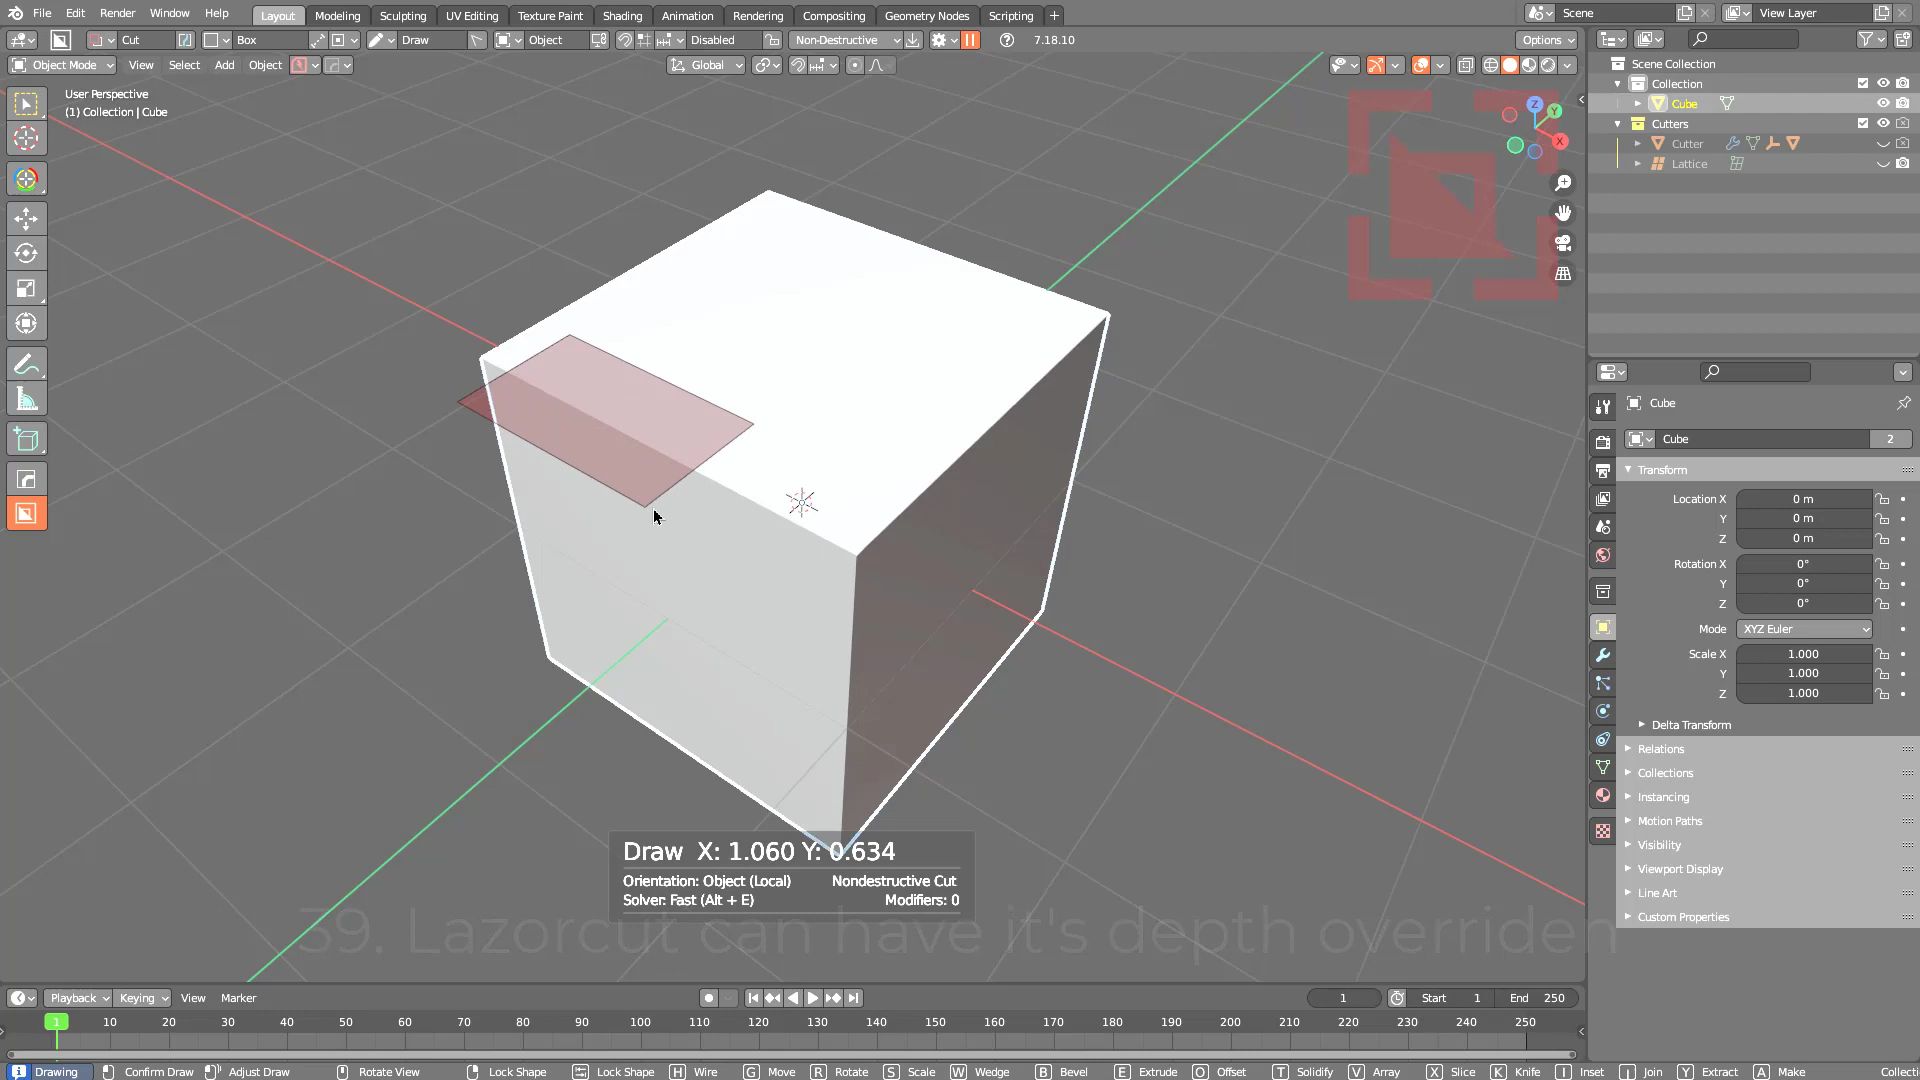 File Edit Render Window Help Layout Modeling Sculpting UV Editing Texture Paint Shading Animation Rendering Compositing Geometry Nodes Scripting + Scene View Layer
Cut Box Draw Object Disabled Non-Destructive 7.18.10 Options
Object Mode View Select Add Object Global
User Perspective
(1) Collection | Cube
Z
Y
X
Scene Collection
Collection
Cube
Cutters
Cutter
Lattice
Cube
Cube 2
Transform
Location X 0 m
Y 0 m
Z 0 m
Rotation X 0°
Y 0°
Z 0°
Mode XYZ Euler
Scale X 1.000
Y 1.000
Z 1.000
Delta Transform
Relations
Collections
Instancing
Motion Paths
Visibility
Viewport Display
Line Art
Custom Properties
Draw X: 1.060 Y: 0.634
Orientation: Object (Local) Nondestructive Cut
Solver: Fast (Alt + E) Modifiers: 0
39. Lazorcut can have it's depth overriden
Playback Keying View Marker 1 Start 1 End 250
1 10 20 30 40 50 60 70 80 90 100 110 120 130 140 150 160 170 180 190 200 210 220 230 240 250
Drawing Confirm Draw Adjust Draw Rotate View Lock Shape Lock Shape H Wire G Move R Rotate S Scale W Wedge B Bevel E Extrude O Offset T Solidify V Array X Slice K Knife I Inset J Join Y Extract A Make Collecti